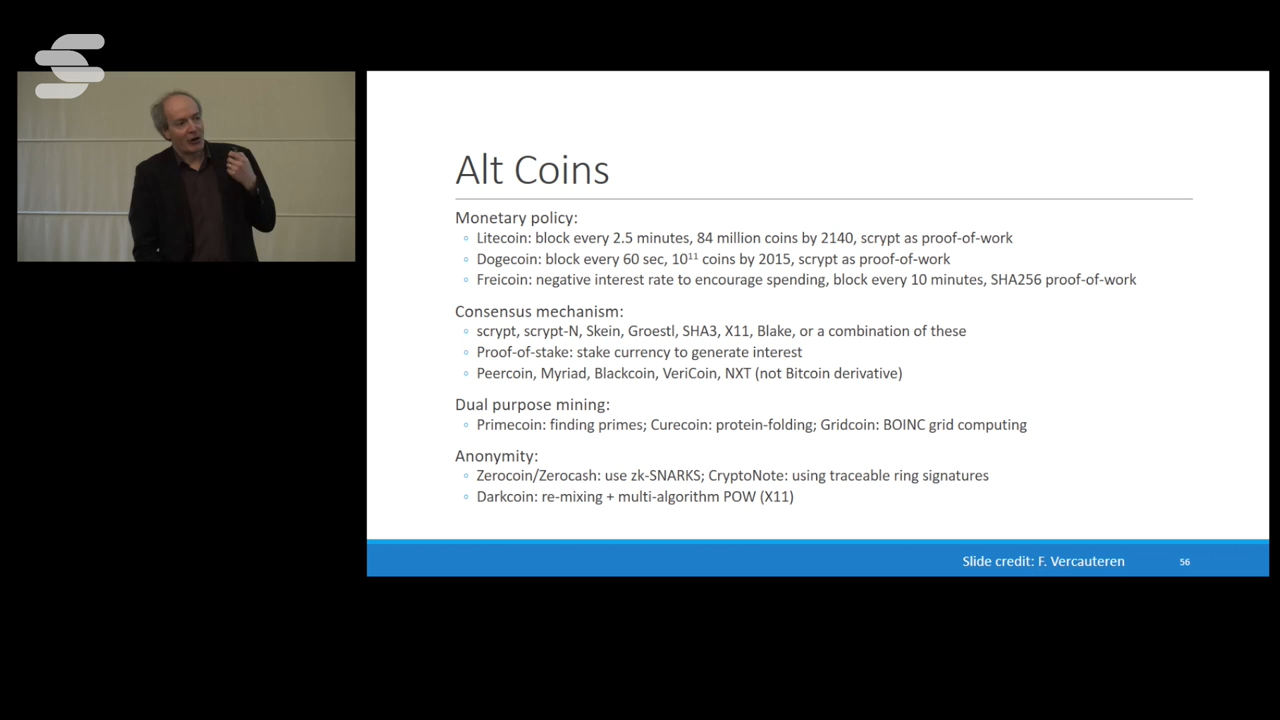 Alt Coins
Monetary policy:
Litecoin: block every 2.5 minutes, 84 million coins by 2140, scrypt as proof-of-work
Dogecoin: block every 60 sec, 10¹¹ coins by 2015, scrypt as proof-of-work
Freicoin: negative interest rate to encourage spending, block every 10 minutes, SHA256 proof-of-work
Consensus mechanism:
scrypt, scrypt-N, Skein, Groestl, SHA3, X11, Blake, or a combination of these
Proof-of-stake: stake currency to generate interest
Peercoin, Myriad, Blackcoin, VeriCoin, NXT (not Bitcoin derivative)
Dual purpose mining:
Primecoin: finding primes; Curecoin: protein-folding; Gridcoin: BOINC grid computing
Anonymity:
Zerocoin/Zerocash: use zk-SNARKS; CryptoNote: using traceable ring signatures
Darkcoin: re-mixing + multi-algorithm POW (X11)
Slide credit: F. Vercauteren
56